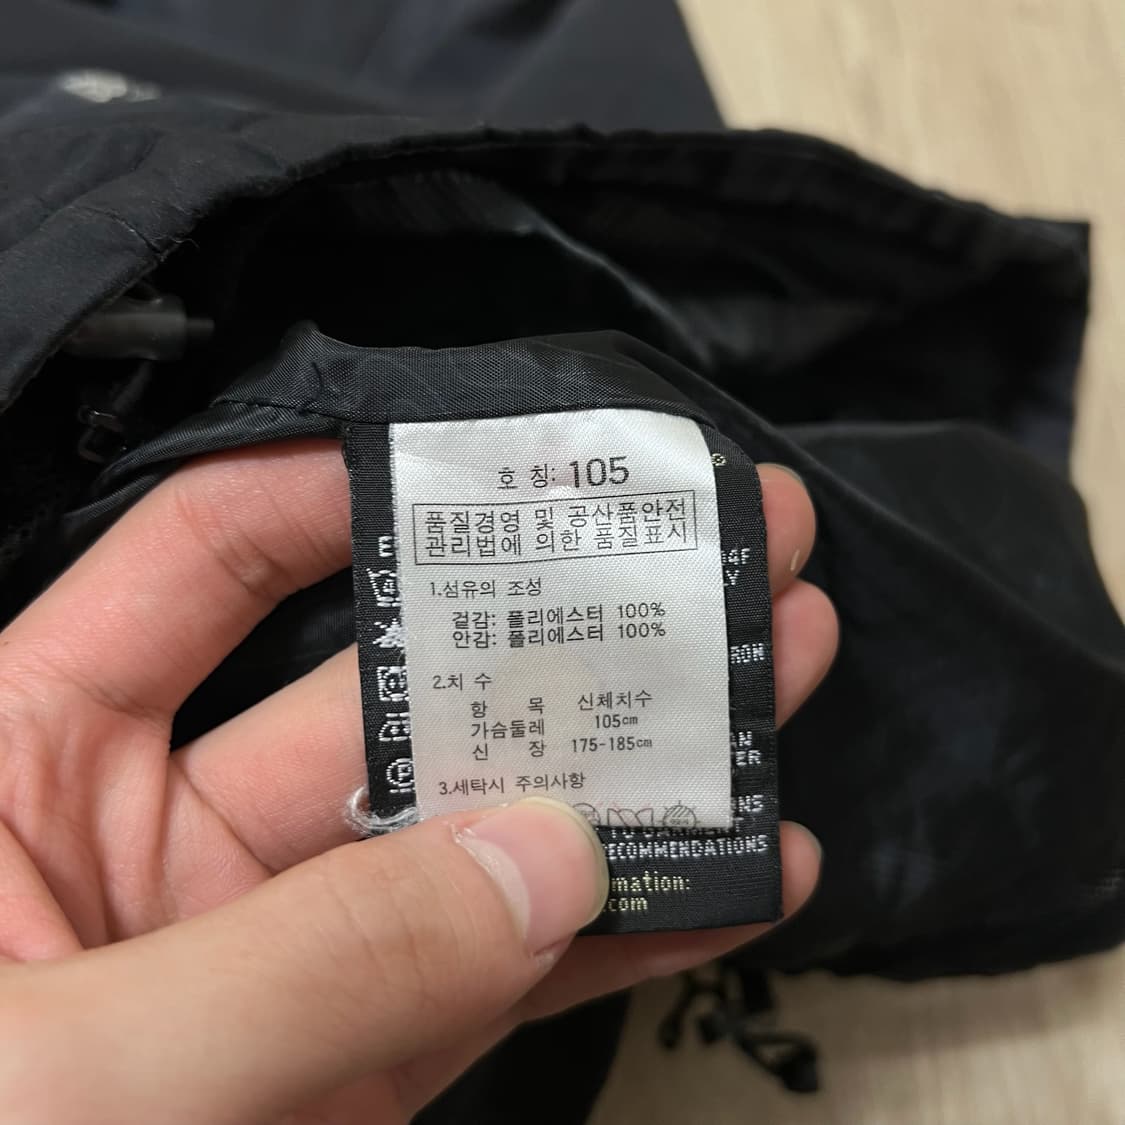 호 칭: 105
품질경영 및 공산품안전
관리법에 의한 품질표시
1.섬유의 조성
겉감: 폴리에스터 100%
안감: 폴리에스터 100%
2.치 수
항 목 신체치수
가슴둘레 105cm
신 장 175-185cm
3.세탁시 주의사항